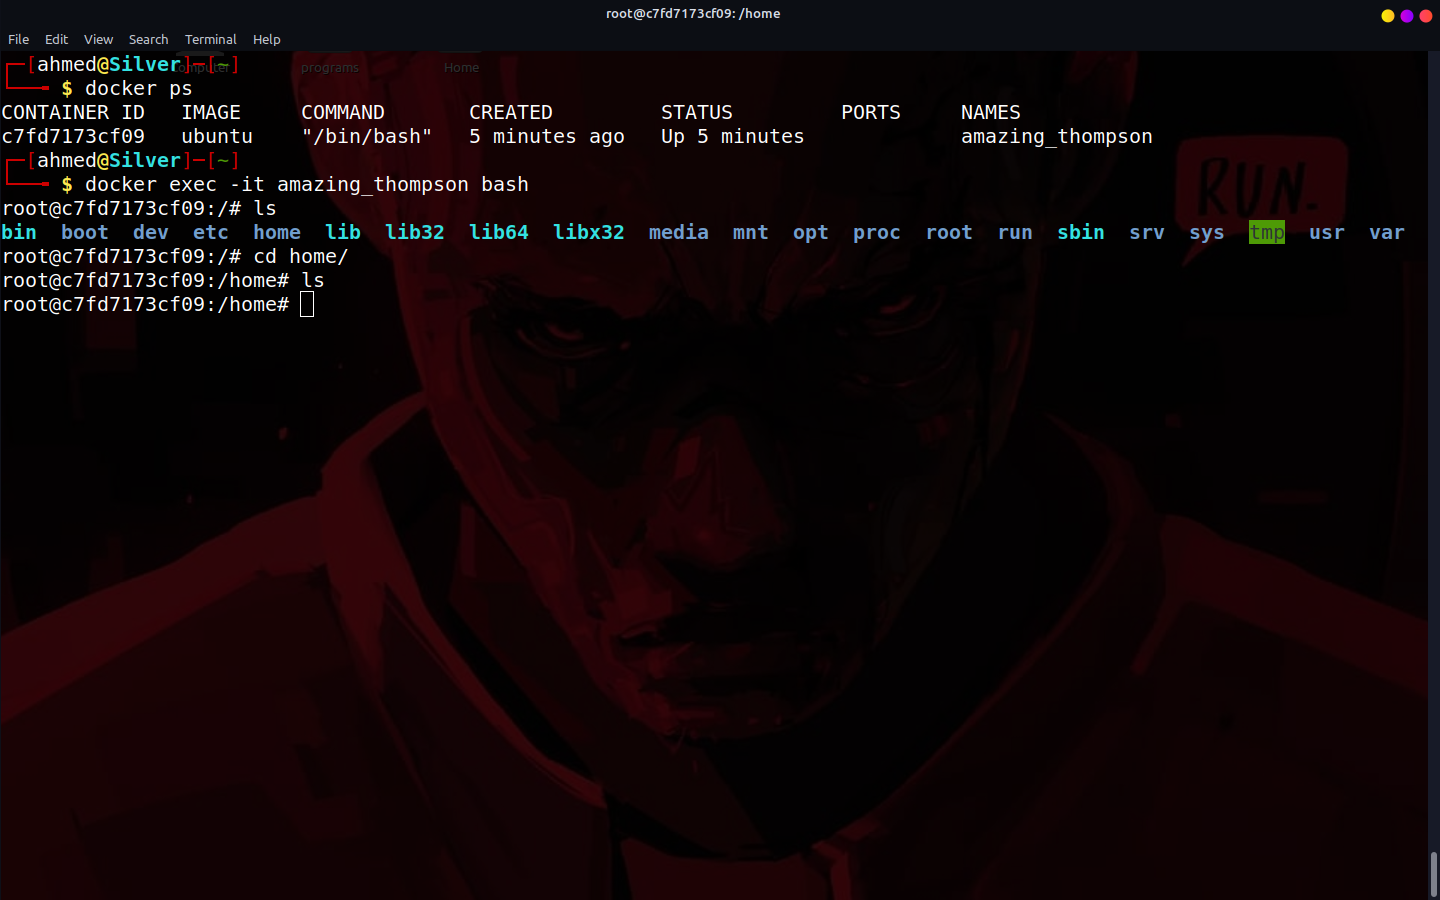 root@c7fd7173cf09: /home
File Edit View Search Terminal Help
Computer programs Home
┌─[ahmed@Silver]─[~]
└──╼ $ docker ps
CONTAINER ID   IMAGE     COMMAND       CREATED         STATUS         PORTS     NAMES
c7fd7173cf09   ubuntu    "/bin/bash"   5 minutes ago   Up 5 minutes             amazing_thompson
┌─[ahmed@Silver]─[~]
└──╼ $ docker exec -it amazing_thompson bash
RUN.
root@c7fd7173cf09:/# ls
bin  boot  dev  etc  home  lib  lib32  lib64  libx32  media  mnt  opt  proc  root  run  sbin  srv  sys  tmp  usr  var
root@c7fd7173cf09:/# cd home/
root@c7fd7173cf09:/home# ls
root@c7fd7173cf09:/home#